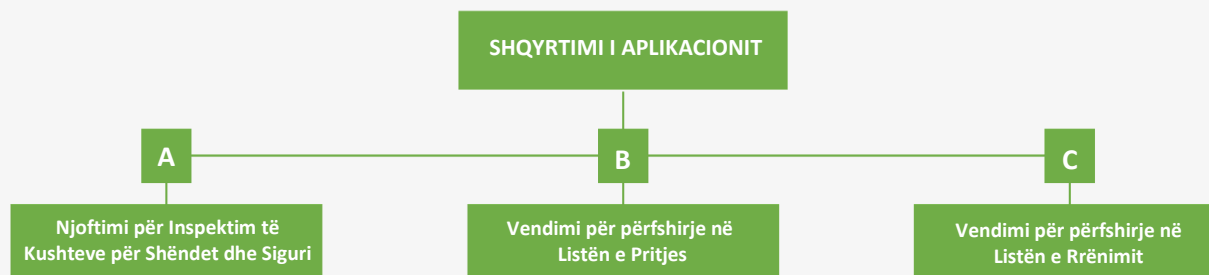 SHQYRTIMI I APLIKACIONIT
A
B
C
Njoftimi për Inspektim të
Kushteve për Shëndet dhe Siguri
Vendimi për përfshirje në
Listën e Pritjes
Vendimi për përfshirje në
Listën e Rrënimit